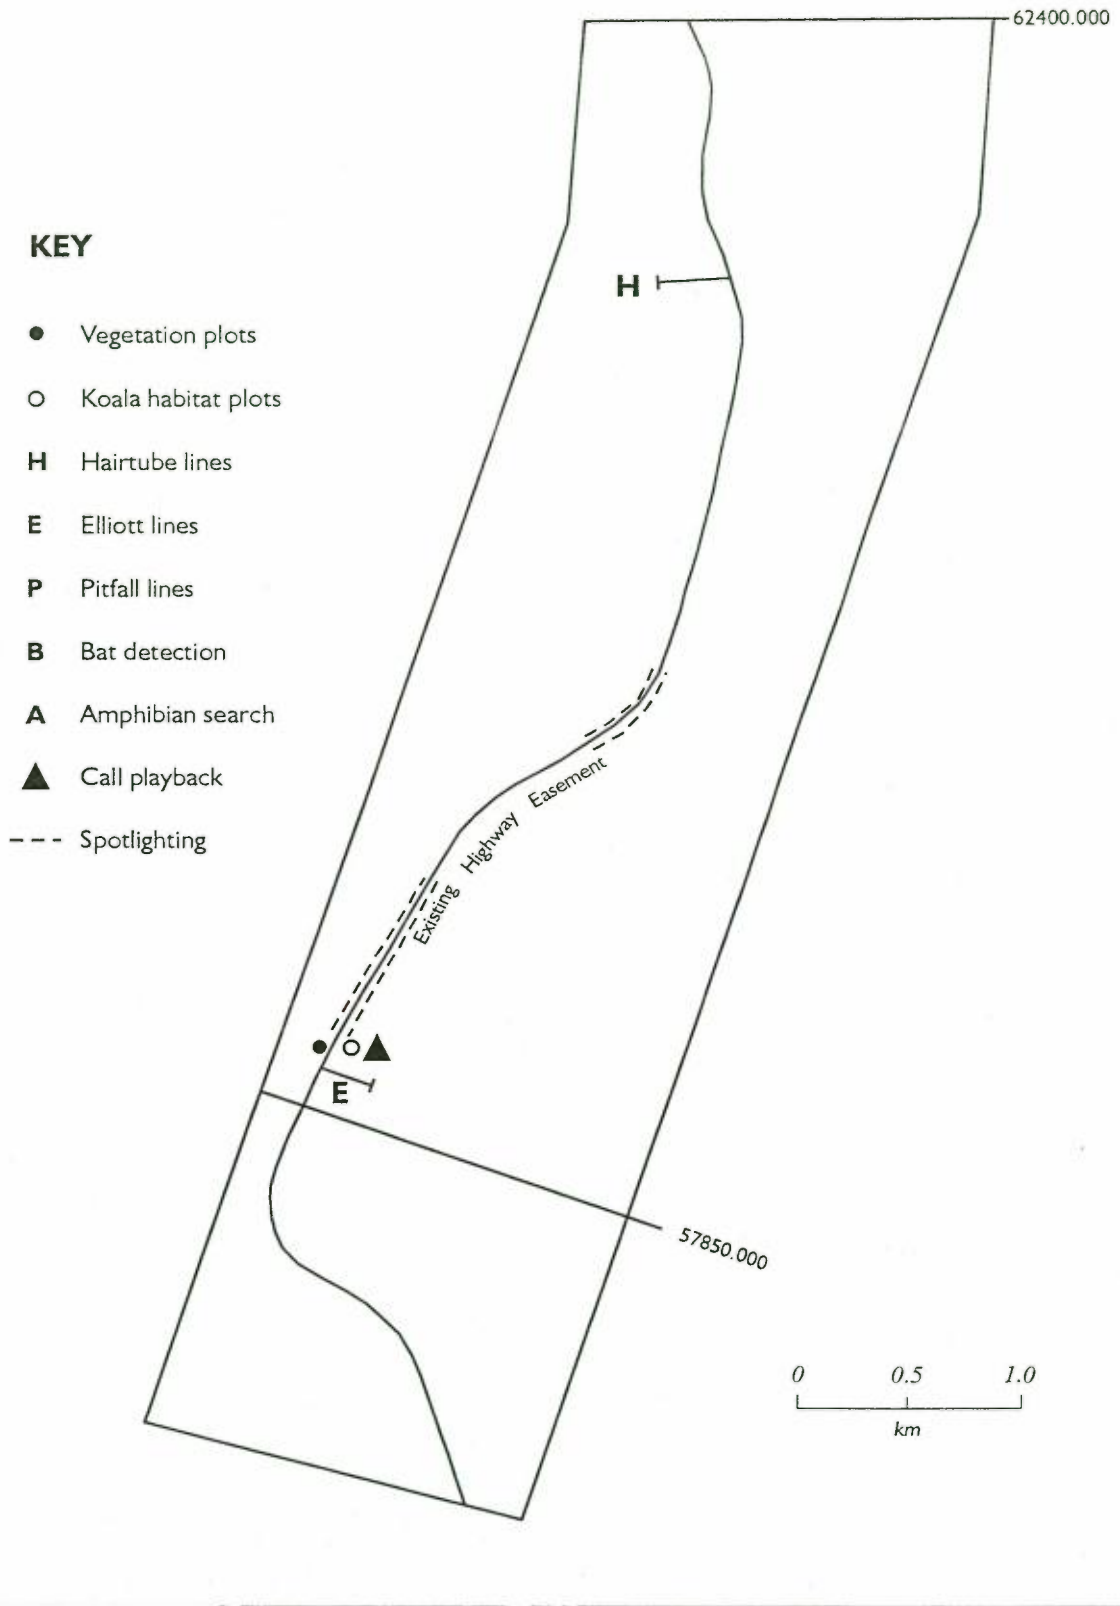 62400.000
KEY
Vegetation plots
Koala habitat plots
H Hairtube lines
E Elliott lines
P Pitfall lines
B Bat detection
A Amphibian search
Call playback
Spotlighting
H
Existing Highway Easement
E
57850.000
0 0.5 1.0
km